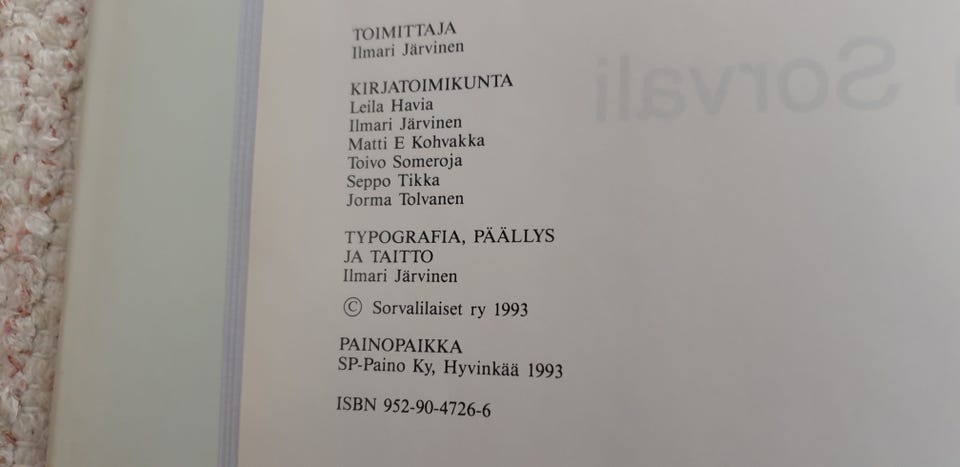 TOIMITTAJA
Ilmari Järvinen
KIRJATOIMIKUNTA
Leila Havia
Ilmari Järvinen
Matti E Kohvakka
Toivo Someroja
Seppo Tikka
Jorma Tolvanen
TYPOGRAFIA, PÄÄLLYS
JA TAITTO
Ilmari Järvinen
© Sorvalilaiset ry 1993
PAINOPAIKKA
SP-Paino Ky, Hyvinkää 1993
ISBN 952-90-4726-6
Sorvali